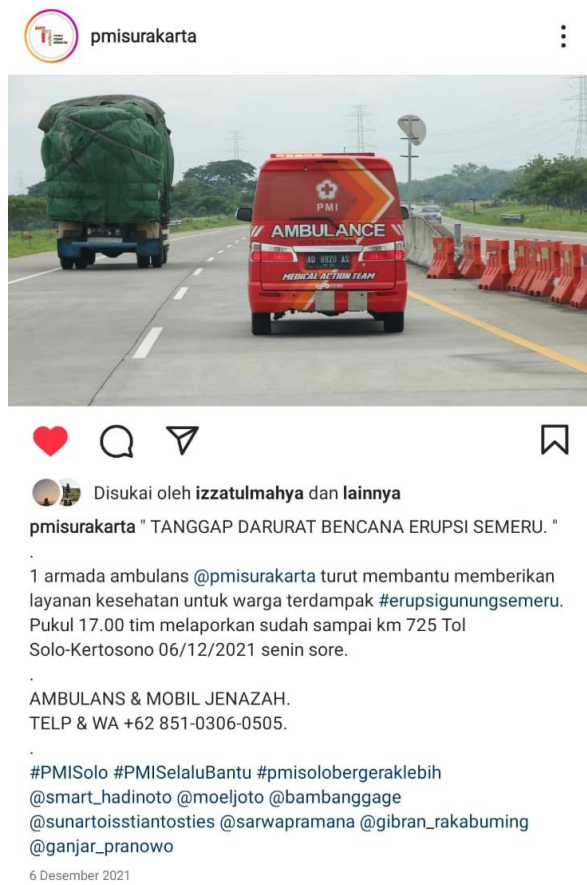 pmisurakarta
PMI
AMBULANCE
AD 8820 AS
MEDICAL ACTION TEAM
Disukai oleh izzatulmahya dan lainnya
pmisurakarta " TANGGAP DARURAT BENCANA ERUPSI SEMERU. "
.
1 armada ambulans @pmisurakarta turut membantu memberikan
layanan kesehatan untuk warga terdampak #erupsigunungsemeru.
Pukul 17.00 tim melaporkan sudah sampai km 725 Tol
Solo-Kertosono 06/12/2021 senin sore.
.
AMBULANS & MOBIL JENAZAH.
TELP & WA +62 851-0306-0505.
.
#PMISolo #PMISelaluBantu #pmisolobergeraklebih
@smart_hadinoto @moeljoto @bambanggage
@sunartoisstiantosties @sarwapramana @gibran_rakabuming
@ganjar_pranowo
6 Desember 2021